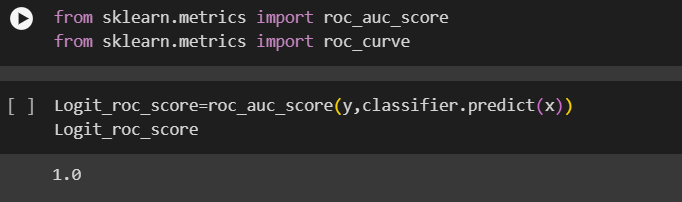 from sklearn.metrics import roc_auc_score
from sklearn.metrics import roc_curve
[ ] Logit_roc_score=roc_auc_score(y,classifier.predict(x))
Logit_roc_score
1.0